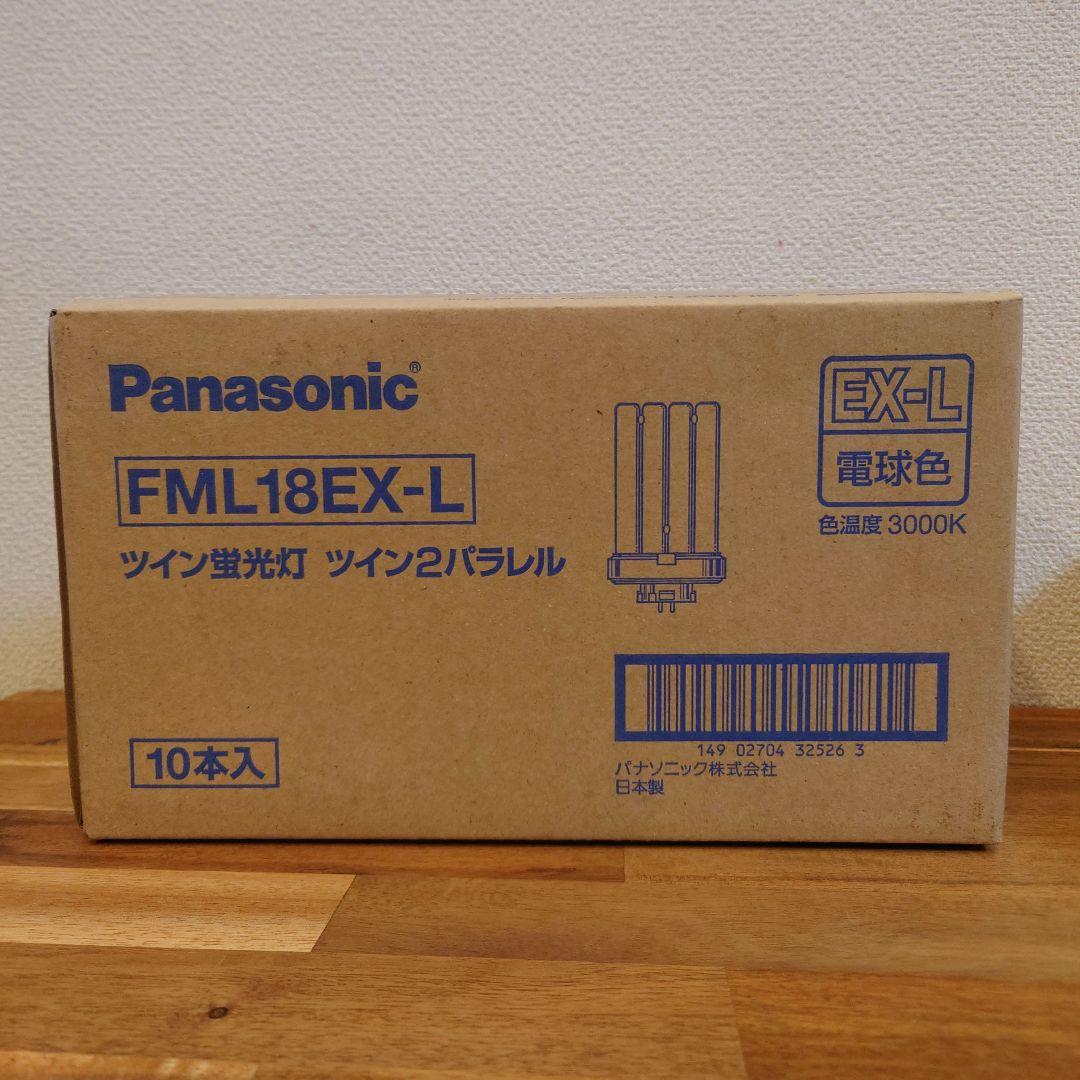 Panasonic®
FML18EX-L
ツイン蛍光灯 ツイン2パラレル
EX-L
電球色
色温度 3000K
10本入
149 02704 32526 3
パナソニック株式会社
日本製